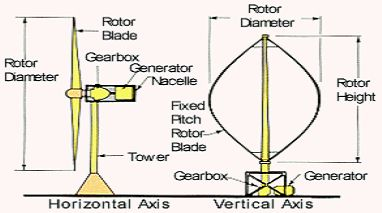 Rotor
Blade
Rotor
Diameter
Gearbox
Generator
Nacelle
Tower
Horizontal Axis
Rotor
Diameter
Rotor
Height
Fixed
Pitch
Rotor
Blade
Gearbox
Generator
Vertical Axis